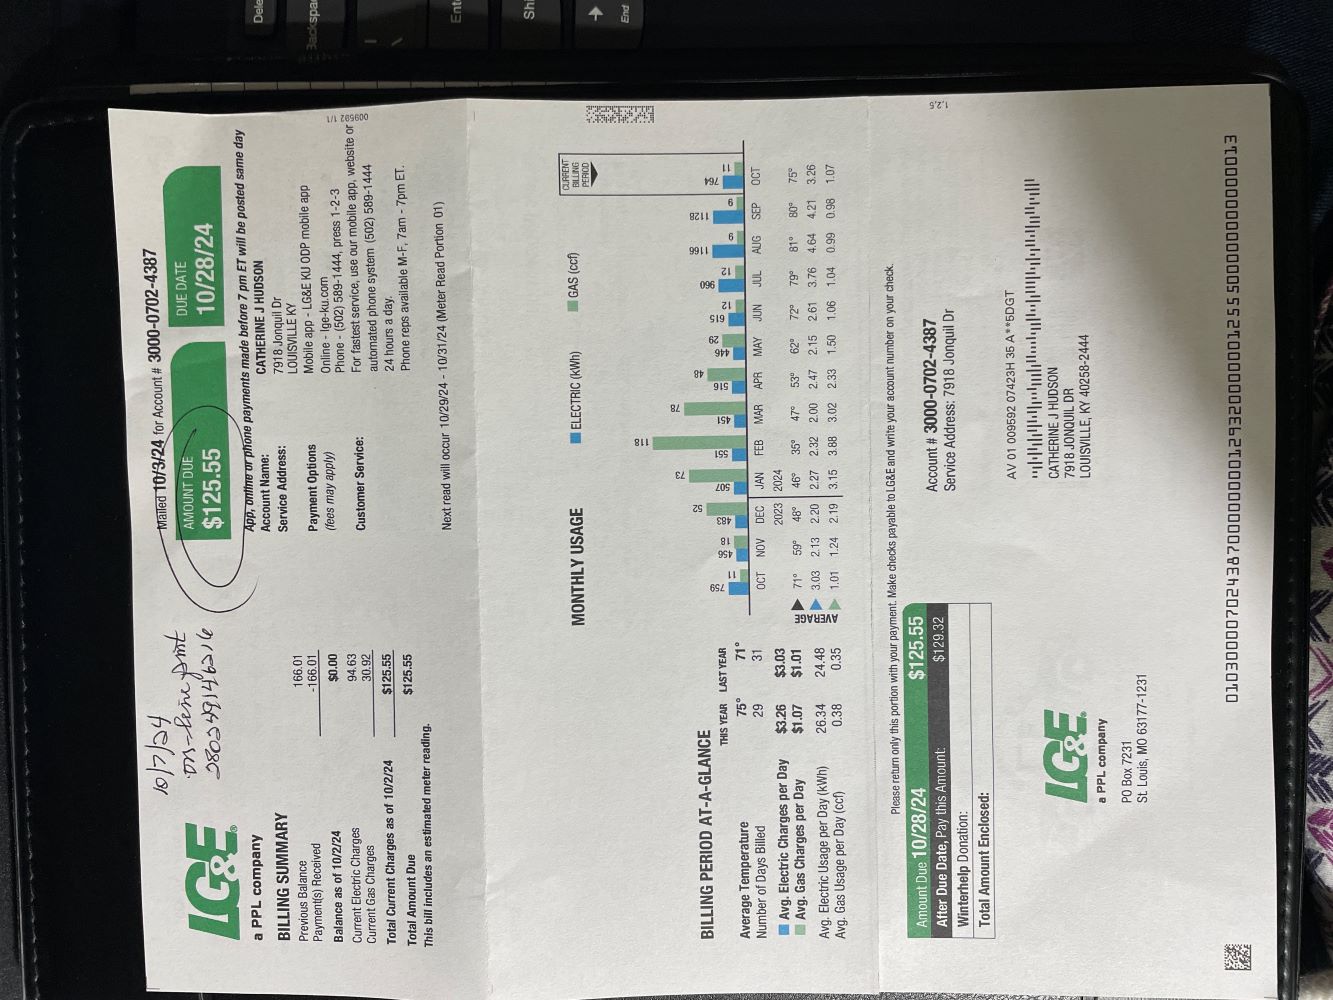 10/7/24
on-line pmt
280249146216
Mailed 10/3/24 for Account # 3000-0702-4387
LG&E
a PPL company
AMOUNT DUE
$125.55
DUE DATE
10/28/24
App, online or phone payments made before 7 pm ET will be posted same day
Account Name: CATHERINE J HUDSON
Service Address: 7918 Jonquil Dr
LOUISVILLE KY
Payment Options Mobile app - LG&E KU ODP mobile app
(fees may apply) Online - lge-ku.com
Phone - (502) 589-1444, press 1-2-3
Customer Service: For fastest service, use our mobile app, website or
automated phone system (502) 589-1444
24 hours a day.
Phone reps available M-F, 7am - 7pm ET.
Next read will occur 10/29/24 - 10/31/24 (Meter Read Portion 01)
009592 1/1
BILLING SUMMARY
Previous Balance 166.01
Payment(s) Received -166.01
Balance as of 10/2/24 $0.00
Current Electric Charges 94.63
Current Gas Charges 30.92
Total Current Charges as of 10/2/24 $125.55
Total Amount Due $125.55
This bill includes an estimated meter reading.
MONTHLY USAGE ELECTRIC (kWh) GAS (ccf)
CURRENT
BILLING
PERIOD
759 11 456 18 483 52 507 73 551 118 451 78 516 48 446 29 615 12 960 12 1166 9 1128 9 764 11
OCT NOV DEC JAN FEB MAR APR MAY JUN JUL AUG SEP OCT
2023 2024
AVERAGE
71° 59° 48° 46° 35° 47° 53° 62° 72° 79° 81° 80° 75°
3.03 2.13 2.20 2.27 2.32 2.00 2.47 2.15 2.61 3.76 4.64 4.21 3.26
1.01 1.24 2.19 3.15 3.88 3.02 2.33 1.50 1.06 1.04 0.99 0.98 1.07
BILLING PERIOD AT-A-GLANCE
THIS YEAR LAST YEAR
Average Temperature 75° 71°
Number of Days Billed 29 31
Avg. Electric Charges per Day $3.26 $3.03
Avg. Gas Charges per Day $1.07 $1.01
Avg. Electric Usage per Day (kWh) 26.34 24.48
Avg. Gas Usage per Day (ccf) 0.38 0.35
Please return only this portion with your payment. Make checks payable to LG&E and write your account number on your check.
Amount Due 10/28/24 $125.55
After Due Date, Pay this Amount: $129.32
Winterhelp Donation:
Total Amount Enclosed:
Account # 3000-0702-4387
Service Address: 7918 Jonquil Dr
1,2,5
AV 01 009592 07423H 35 A**5DGT
CATHERINE J HUDSON
7918 JONQUIL DR
LOUISVILLE, KY 40258-2444
LG&E
a PPL company
PO Box 7231
St. Louis, MO 63177-1231
Dele
Backspa
Ent
Shi
End